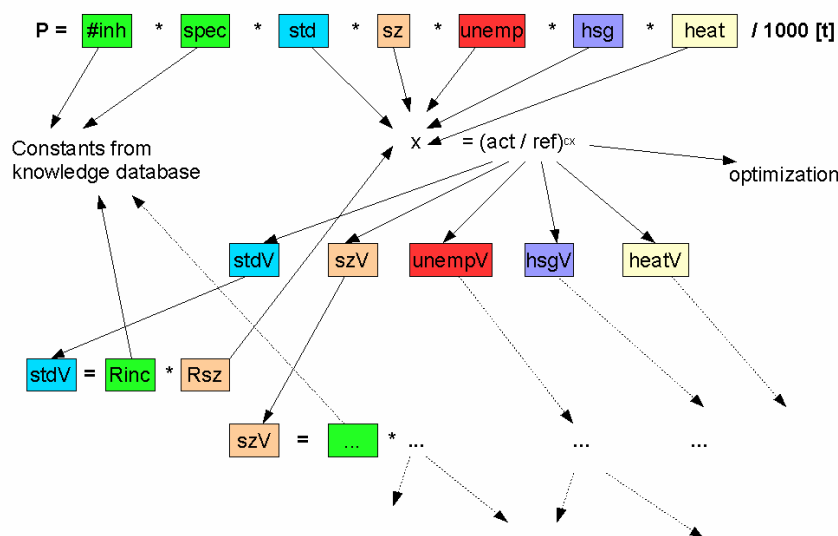 P = #inh * spec * std * sz * unemp * hsg * heat / 1000 [t]
x = (act / ref)cx
Constants from
knowledge database
optimization
stdV szV unempV hsgV heatV
stdV = Rinc * Rsz
szV = ... * ... ... ...